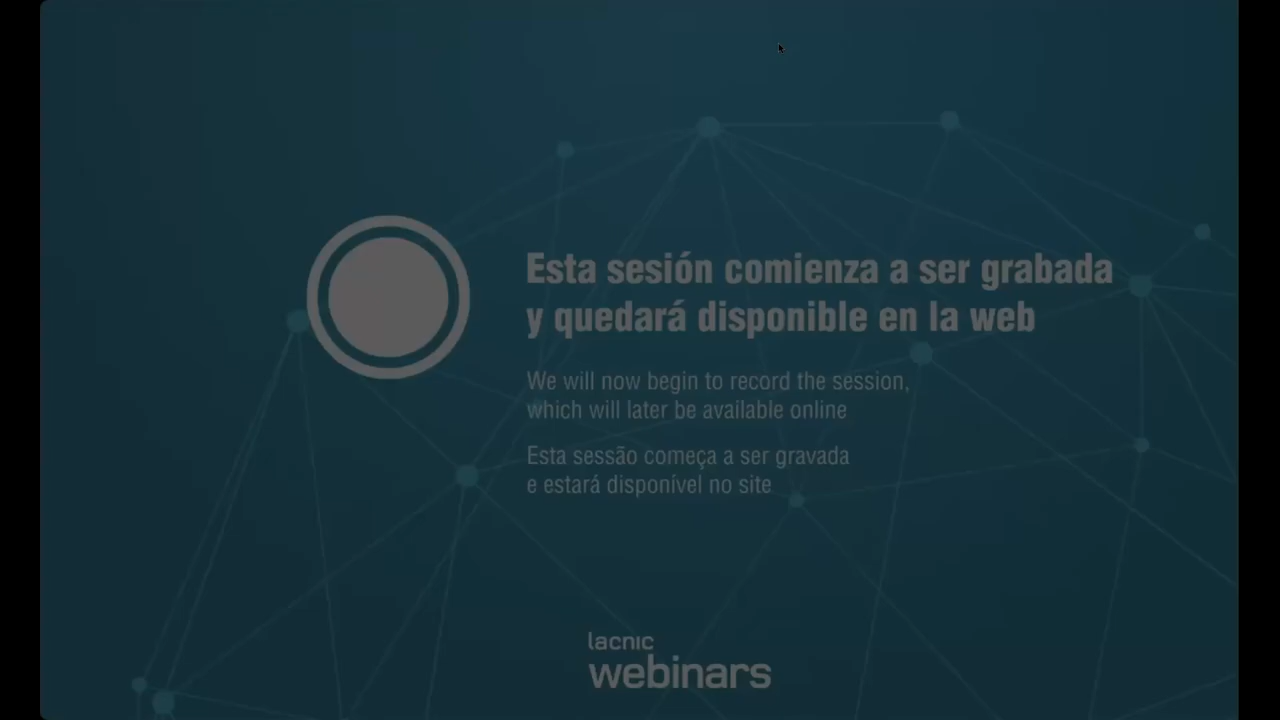 Esta sesión comienza a ser grabada
y quedará disponible en la web
We will now begin to record the session,
which will later be available online
Esta sessão começa a ser gravada
e estará disponível no site
lacnic
webinars